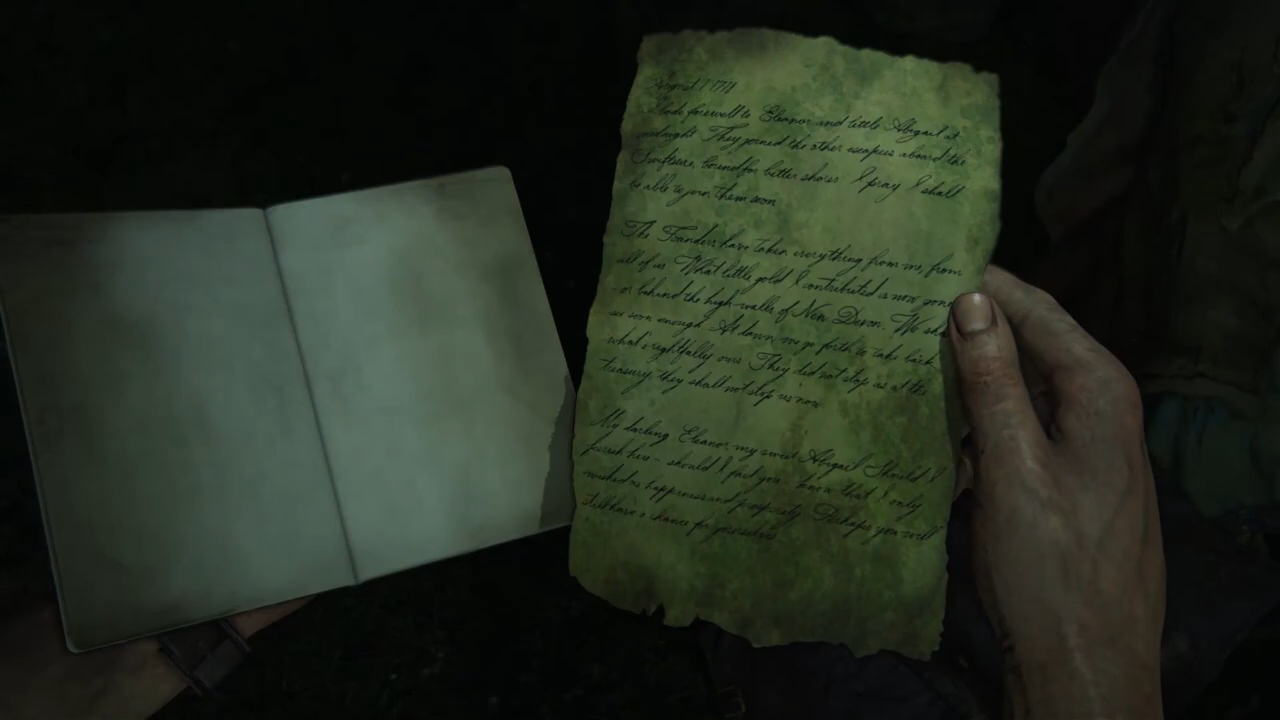 August 1 1711
bade farewell to Eleanor and little Abigail at
midnight. They joined the other escapees aboard the
Swiftsure, bound for better shores. I pray I shall
be able to join them soon.
The Founders have taken everything from me, from
all of us. What little gold I contributed is now gone
- or behind the high walls of New Devon. We
see soon enough. At dawn we go forth to take back
what's rightfully ours. They did not stop us at the
treasury, they shall not stop us now.
My darling Eleanor, my sweet Abigail. Should I
perish here - should I fail you - know that I only
wished us happiness and prosperity. Perhaps you will
still have a chance for yourselves.